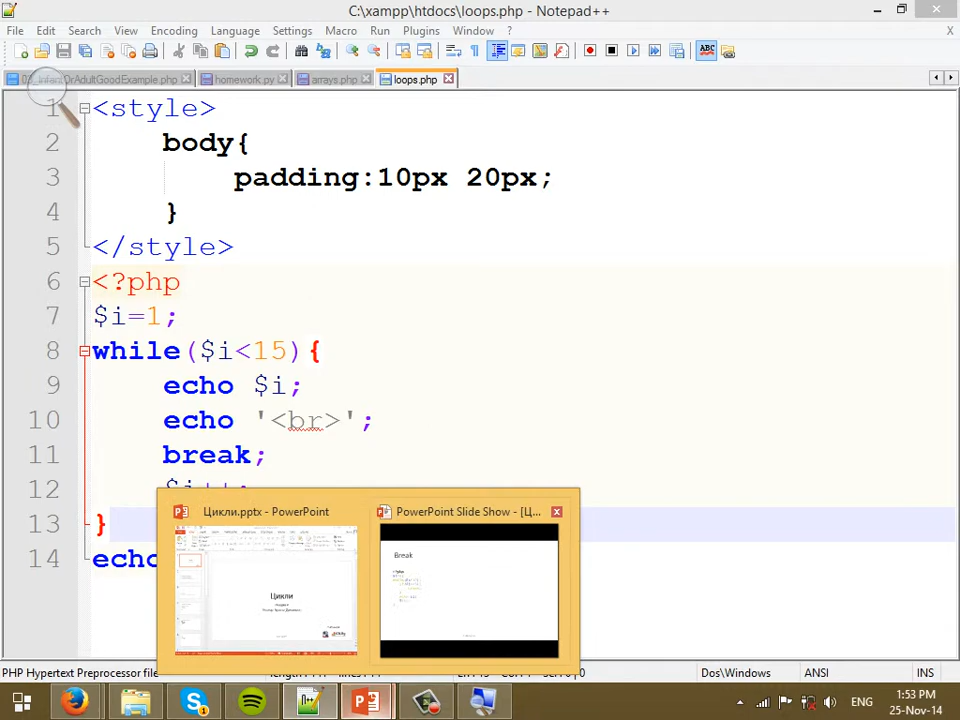 C:\xampp\htdocs\loops.php - Notepad++
File Edit Search View Encoding Language Settings Macro Run Plugins Window ? X
homework.py arrays.php loops.php
1 <style>
2 body{
3 padding:10px 20px;
4 }
5 </style>
6 <?php
7 $i=1;
8 while($i<15){
9 echo $i;
10 echo '<br>';
11 break;
12 $i++;
13 }
14 echo
Цикли.pptx - PowerPoint
PowerPoint Slide Show - [Ц...
Цикли
Break
PHP Hypertext Preprocessor file
Dos\Windows
ANSI
INS
ENG
1:53 PM
25-Nov-14